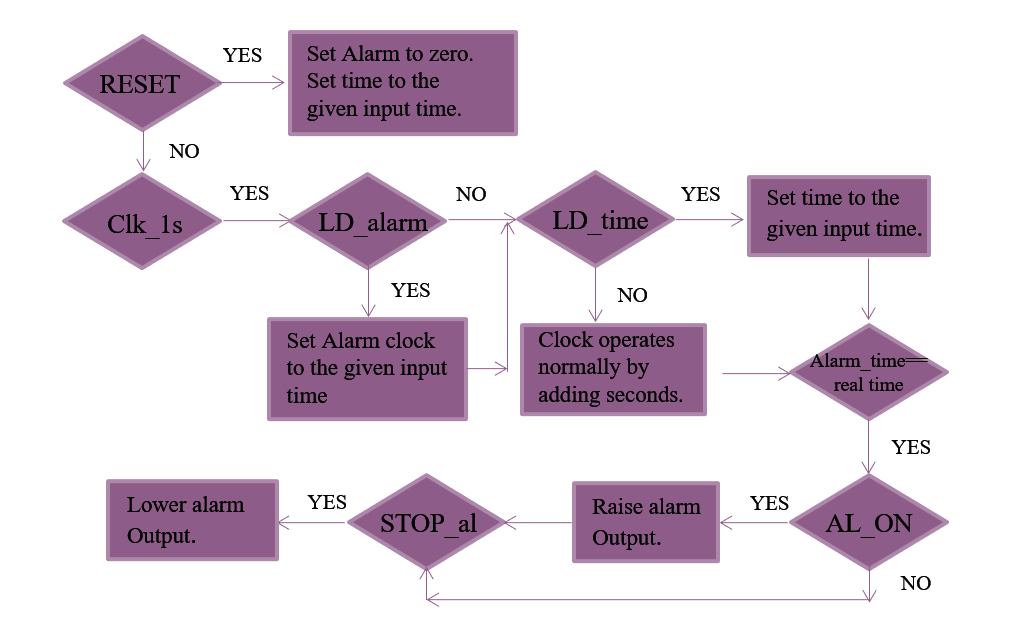 RESET
YES
Set Alarm to zero.
Set time to the
given input time.
NO
Clk_1s
YES
LD_alarm
NO
LD_time
YES
Set time to the
given input time.
YES
NO
Set Alarm clock
to the given input
time
Clock operates
normally by
adding seconds.
Alarm_time==
real time
YES
Lower alarm
Output.
YES
STOP_al
Raise alarm
Output.
YES
AL_ON
NO